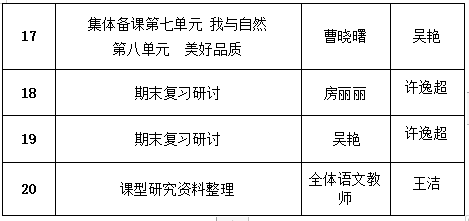 17 集体备课第七单元 我与自然 曹晓曙 吴艳
第八单元 美好品质
18 期末复习研讨 房丽丽 许逸超
19 期末复习研讨 吴艳 许逸超
20 课型研究资料整理 全体语文教 王洁
师